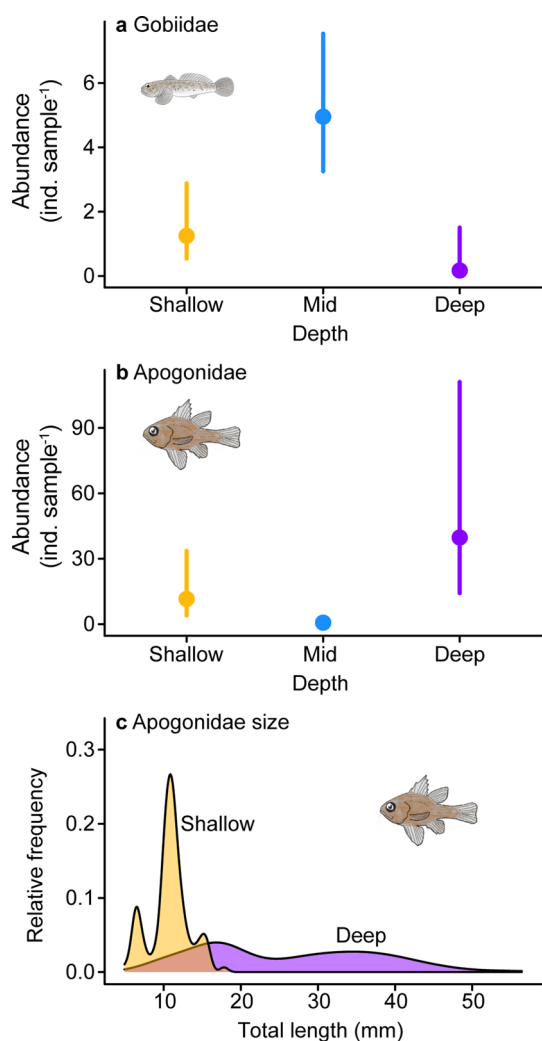 a Gobiidae
Abundance
(ind. sample⁻¹)
6
4
2
0
Shallow Mid Deep
Depth
b Apogonidae
Abundance
(ind. sample⁻¹)
90
60
30
0
Shallow Mid Deep
Depth
c Apogonidae size
Relative frequency
0.3
0.2
0.1
0.0
Shallow
Deep
10 20 30 40 50
Total length (mm)